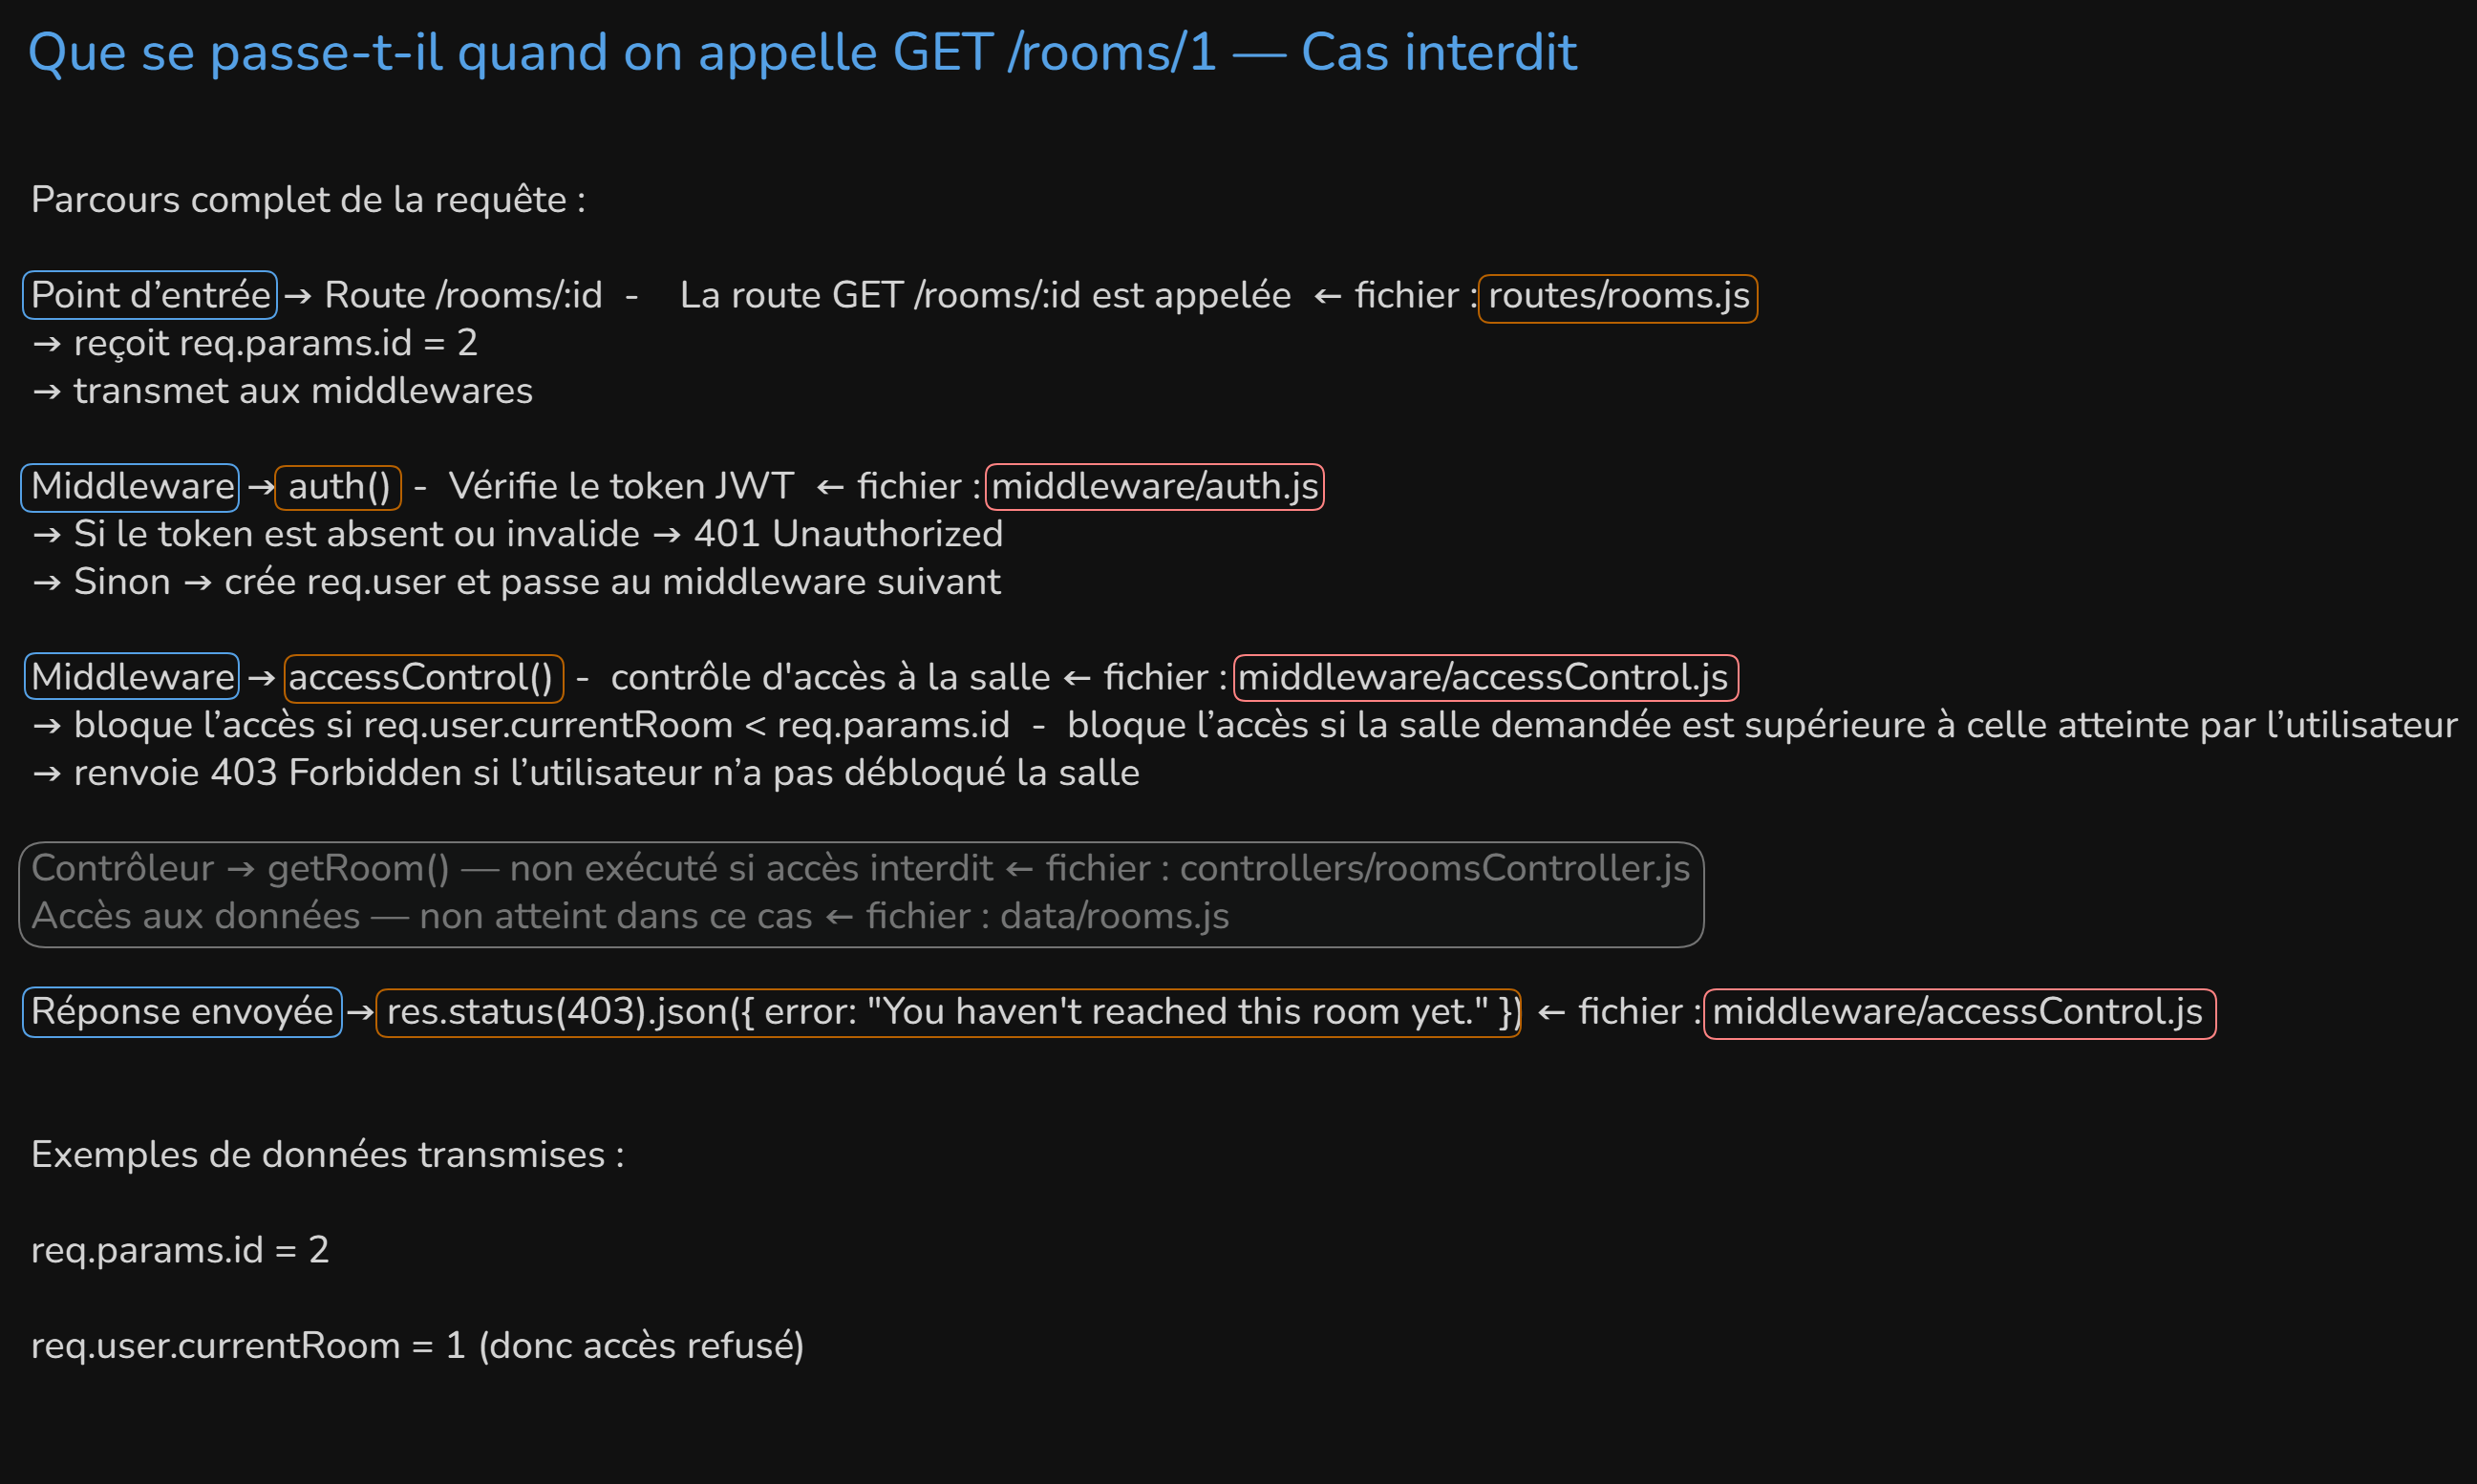 Que se passe-t-il quand on appelle GET /rooms/1 — Cas interdit
Parcours complet de la requête :
Point d’entrée → Route /rooms/:id - La route GET /rooms/:id est appelée ← fichier : routes/rooms.js
→ reçoit req.params.id = 2
→ transmet aux middlewares
Middleware → auth() - Vérifie le token JWT ← fichier : middleware/auth.js
→ Si le token est absent ou invalide → 401 Unauthorized
→ Sinon → crée req.user et passe au middleware suivant
Middleware → accessControl() - contrôle d'accès à la salle ← fichier : middleware/accessControl.js
→ bloque l’accès si req.user.currentRoom < req.params.id - bloque l’accès si la salle demandée est supérieure à celle atteinte par l’utilisateur
→ renvoie 403 Forbidden si l’utilisateur n’a pas débloqué la salle
Contrôleur → getRoom() — non exécuté si accès interdit ← fichier : controllers/roomsController.js
Accès aux données — non atteint dans ce cas ← fichier : data/rooms.js
Réponse envoyée → res.status(403).json({ error: "You haven't reached this room yet." }) ← fichier : middleware/accessControl.js
Exemples de données transmises :
req.params.id = 2
req.user.currentRoom = 1 (donc accès refusé)